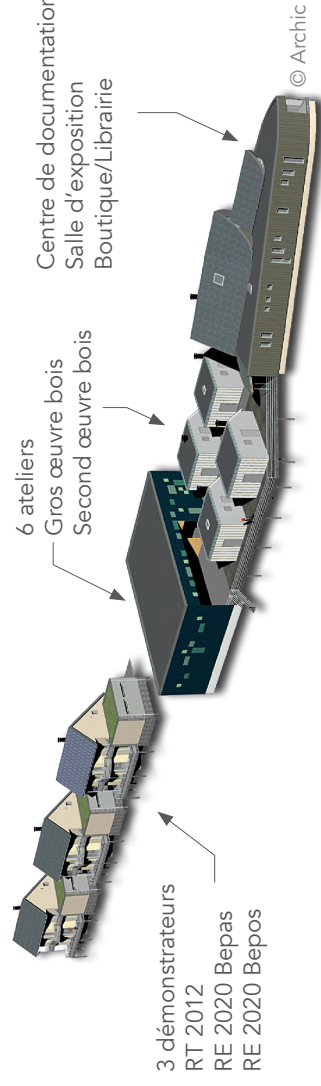 3 démonstrateurs
RT 2012
RE 2020 Bepas
RE 2020 Bepos
6 ateliers
Gros œuvre bois
Second œuvre bois
Centre de documentation
Salle d'exposition
Boutique/Librairie
© Archic